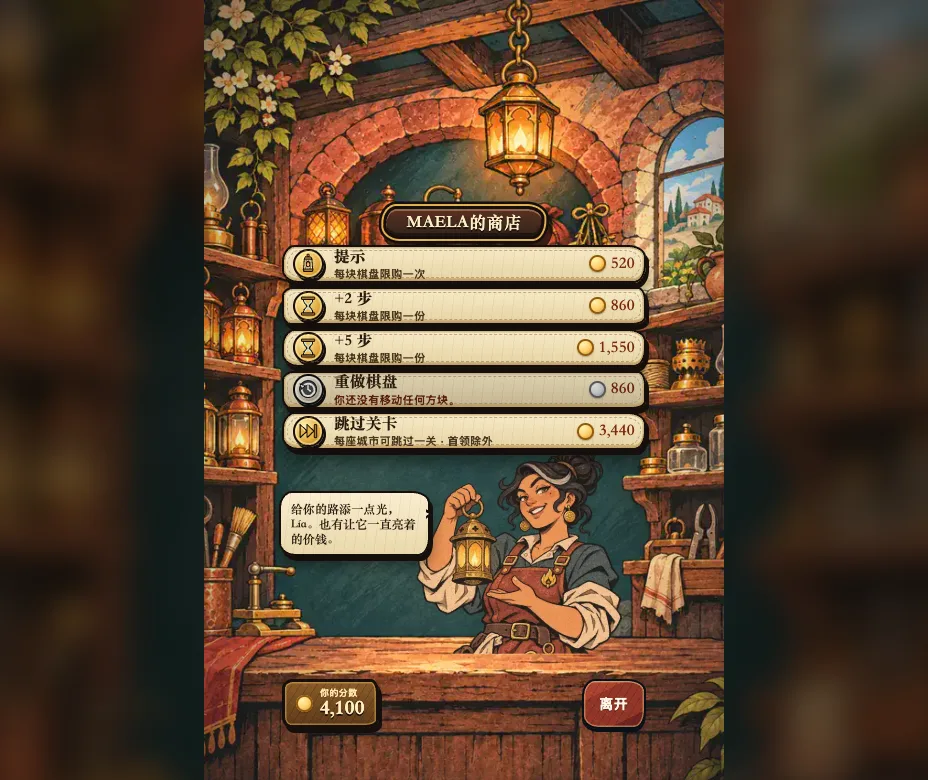 MAELA的商店
提示
每块棋盘限购一次
520
+2 步
每块棋盘限购一份
860
+5 步
每块棋盘限购一份
1,550
重做棋盘
你还没有移动任何方块。
860
跳过关卡
每座城市可跳过一关 · 首领除外
3,440
给你的路添一点光，
Lía。也有让它一直亮着
的价钱。
你的分数
4,100
离开